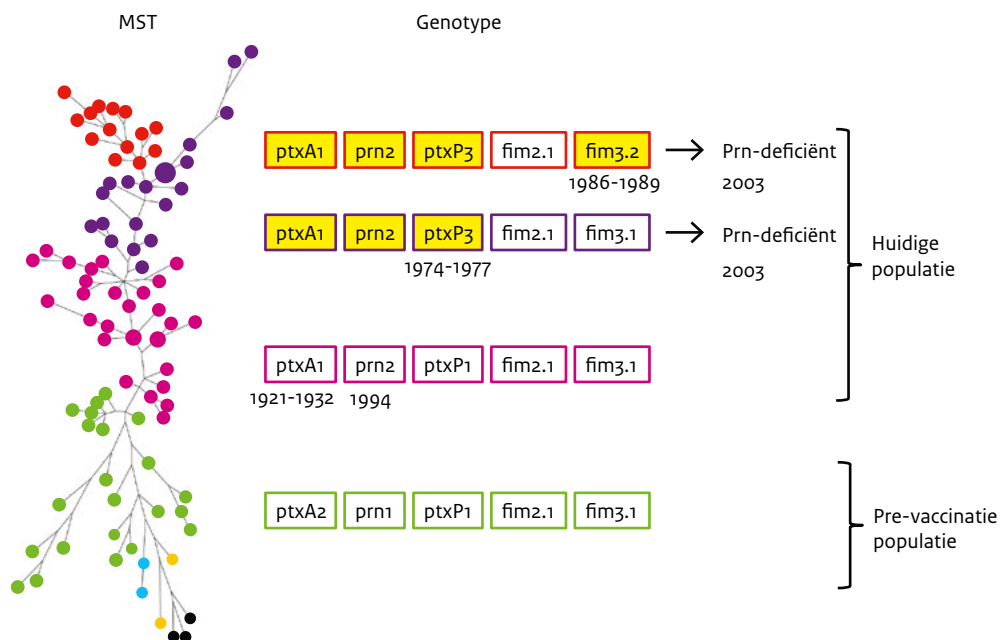 MST
Genotype
ptxA1 prn2 ptxP3 fim2.1 fim3.2 Prn-deficiënt
1986-1989 2003
ptxA1 prn2 ptxP3 fim2.1 fim3.1 Prn-deficiënt
1974-1977 2003
Huidige
populatie
ptxA1 prn2 ptxP1 fim2.1 fim3.1
1921-1932 1994
ptxA2 prn1 ptxP1 fim2.1 fim3.1
Pre-vaccinatie
populatie